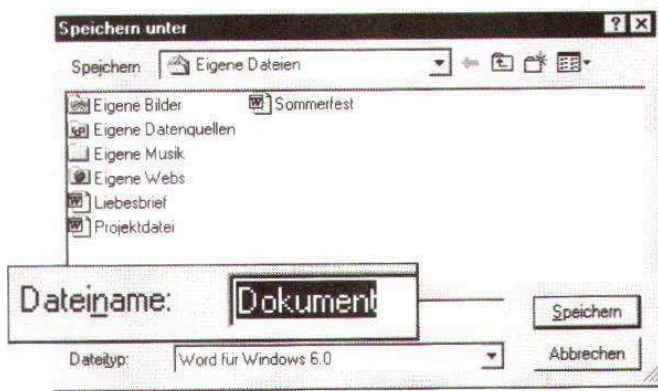 Speichern unter
Speichern Eigene Dateien
Eigene Bilder Sommerfest
Eigene Datenquellen
Eigene Musik
Eigene Webs
Liebesbrief
Projektdatei
Dateiname: Dokument
Speichern
Dateityp: Word für Windows 6.0
Abbrechen